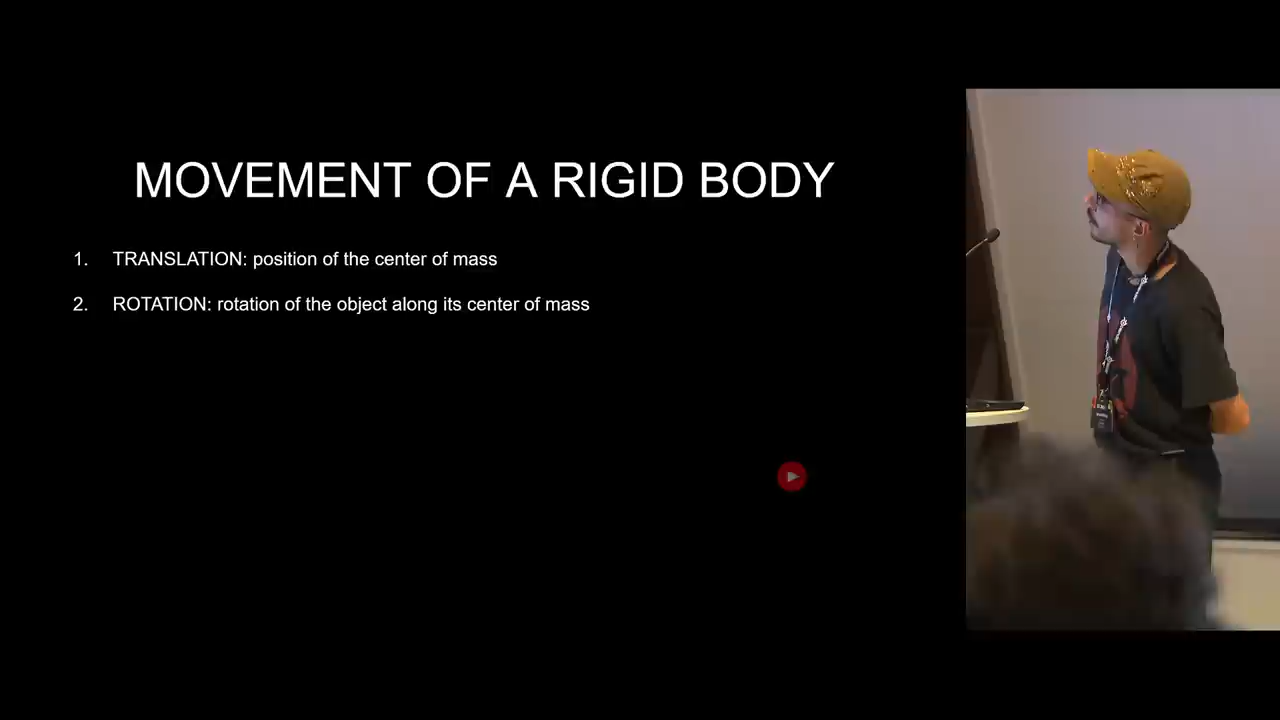 MOVEMENT OF A RIGID BODY
1. TRANSLATION: position of the center of mass
2. ROTATION: rotation of the object along its center of mass